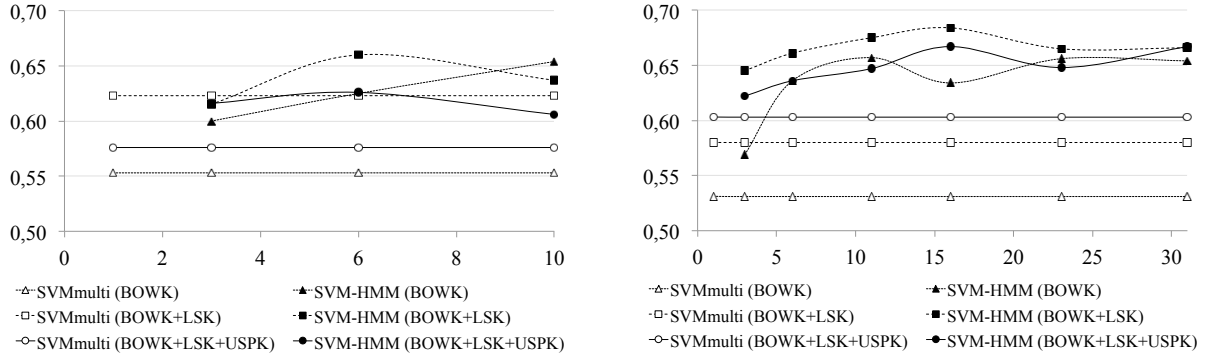 0,70
0,65
0,60
0,55
0,50
0 2 4 6 8 10
SVMmulti (BOWK) SVM-HMM (BOWK)
SVMmulti (BOWK+LSK) SVM-HMM (BOWK+LSK)
SVMmulti (BOWK+LSK+USPK) SVM-HMM (BOWK+LSK+USPK)
0,70
0,65
0,60
0,55
0,50
0 5 10 15 20 25 30
SVMmulti (BOWK) SVM-HMM (BOWK)
SVMmulti (BOWK+LSK) SVM-HMM (BOWK+LSK)
SVMmulti (BOWK+LSK+USPK) SVM-HMM (BOWK+LSK+USPK)